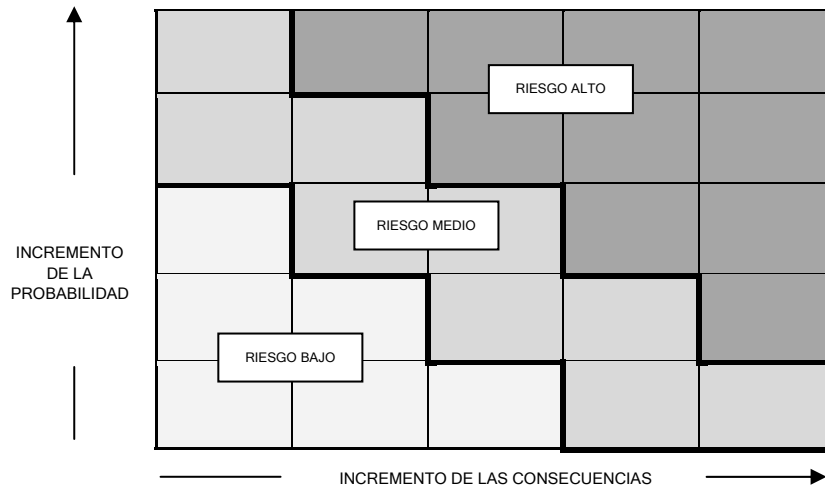 RIESGO ALTO
RIESGO MEDIO
INCREMENTO
DE LA
PROBABILIDAD
RIESGO BAJO
INCREMENTO DE LAS CONSECUENCIAS